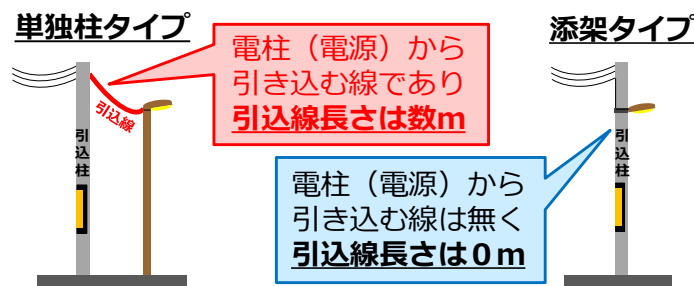 単独柱タイプ
電柱（電源）から
引き込む線であり
引込線長さは数m
引込線
引込柱
添架タイプ
電柱（電源）から
引き込む線は無く
引込線長さは０m
引込柱